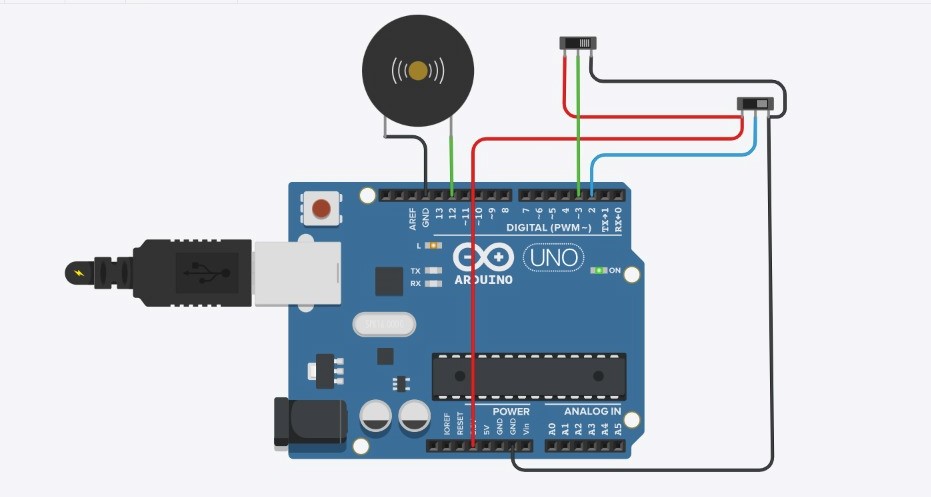 AREF
GND
13
12
~11
~10
~9
8
7
~6
~5
4
~3
2
TX→1
RX←0
DIGITAL (PWM~)
L
TX
RX
UNO
ON
ARDUINO
IOREF
RESET
5V
GND
GND
Vin
POWER
ANALOG IN
A0
A1
A2
A3
A4
A5